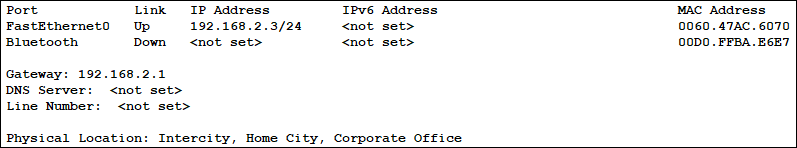 Port Link IP Address IPv6 Address MAC Address
FastEthernet0 Up 192.168.2.3/24 <not set> 0060.47AC.6070
Bluetooth Down <not set> <not set> 00D0.FFBA.E6E7
Gateway: 192.168.2.1
DNS Server: <not set>
Line Number: <not set>
Physical Location: Intercity, Home City, Corporate Office